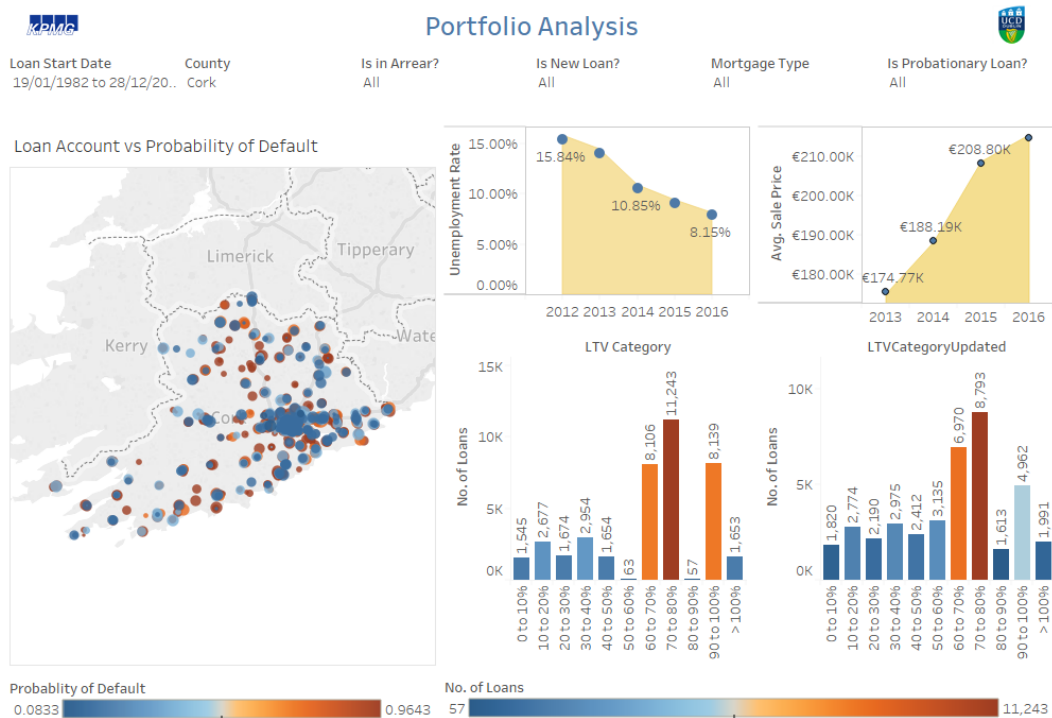 KPMG
Portfolio Analysis
UCD
DUBLIN
Loan Start Date
County
Is in Arrear?
Is New Loan?
Mortgage Type
Is Probationary Loan?
19/01/1982 to 28/12/20..
Cork
All
All
All
All
Loan Account vs Probability of Default
Limerick
Tipperary
Kerry
Wate
Co
Unemployment Rate
15.00%
10.00%
5.00%
0.00%
15.84%
10.85%
8.15%
2012 2013 2014 2015 2016
Avg. Sale Price
€210.00K
€200.00K
€190.00K
€180.00K
€174.77K
€188.19K
€208.80K
2013 2014 2015 2016
LTV Category
No. of Loans
15K
10K
5K
0K
1,545
2,677
1,674
2,954
1,654
63
8,106
11,243
57
8,139
1,653
0 to 10%
10 to 20%
20 to 30%
30 to 40%
40 to 50%
50 to 60%
60 to 70%
70 to 80%
80 to 90%
90 to 100%
>100%
LTVCategoryUpdated
No. of Loans
10K
5K
0K
1,820
2,774
2,190
2,975
2,412
3,135
6,970
8,793
1,613
4,962
1,991
0 to 10%
10 to 20%
20 to 30%
30 to 40%
40 to 50%
50 to 60%
60 to 70%
70 to 80%
80 to 90%
90 to 100%
>100%
Probablity of Default
0.0833
0.9643
No. of Loans
57
11,243